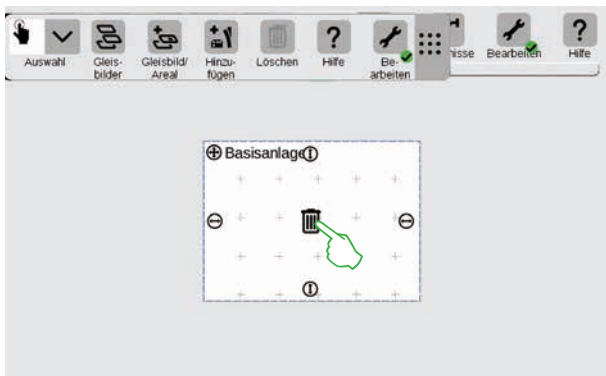 Auswahl
Gleis-
bilder
Gleisbild/
Areal
Hinzu-
fügen
Löschen
Hilfe
Be-
arbeiten
nisse
Bearbeiten
Hilfe
Basisanlage